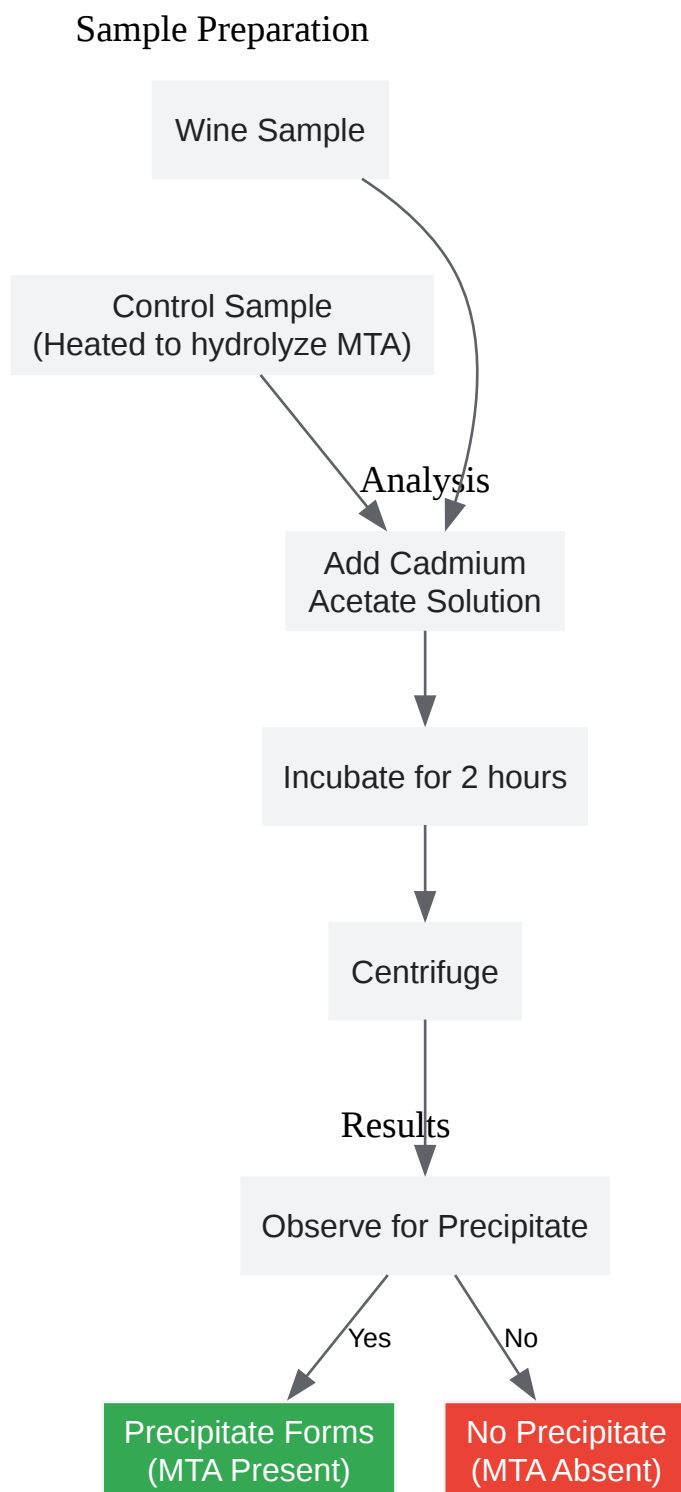 Sample Preparation
Wine Sample
Control Sample
(Heated to hydrolyze MTA)
Analysis
Add Cadmium
Acetate Solution
Incubate for 2 hours
Centrifuge
Results
Observe for Precipitate
Yes
No
Precipitate Forms
(MTA Present)
No Precipitate
(MTA Absent)